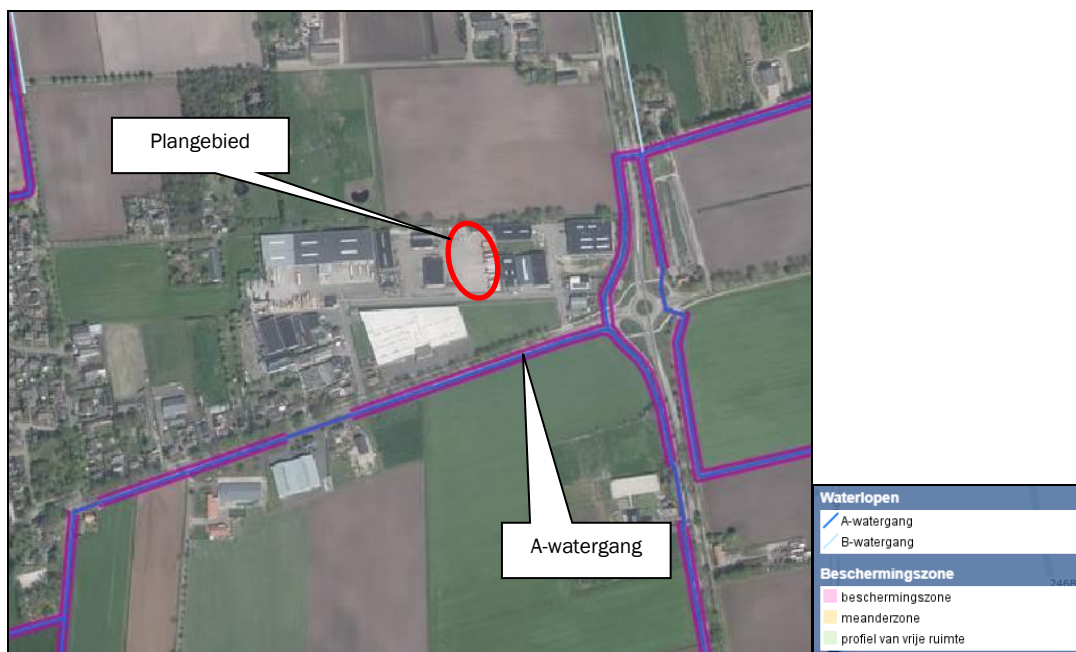 Plangebied
A-watergang
Waterlopen
A-watergang
B-watergang
Beschermingszone
beschermingszone
meanderzone
profiel van vrije ruimte